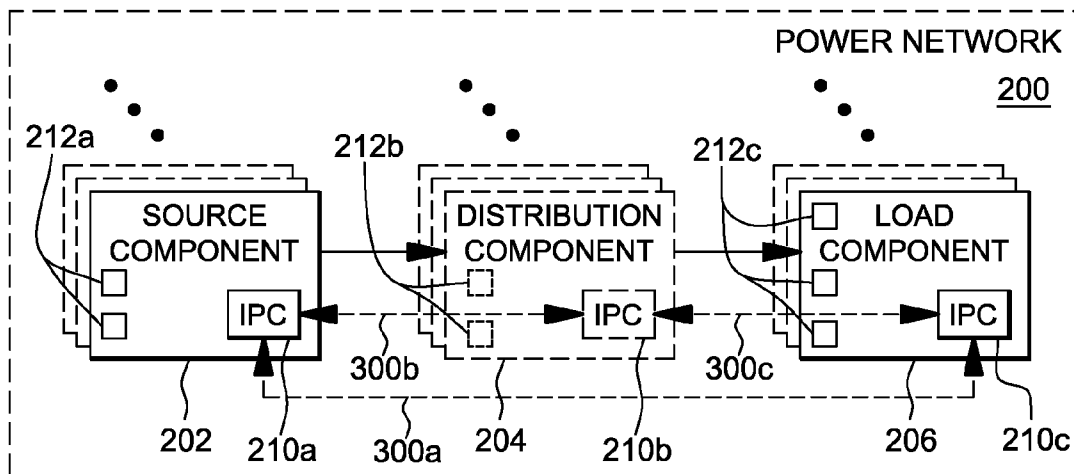 POWER NETWORK
200
212a
212b
212c
SOURCE
COMPONENT
DISTRIBUTION
COMPONENT
LOAD
COMPONENT
IPC
IPC
IPC
300b
300c
202
210a
300a
204
210b
206
210c